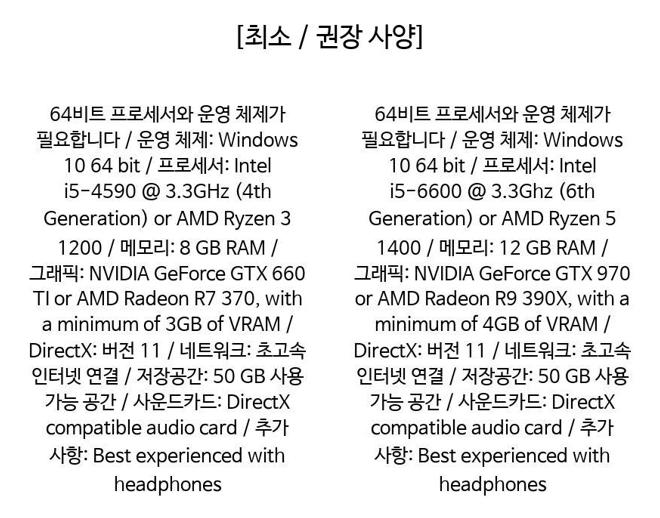 [최소 / 권장 사양]
64비트 프로세서와 운영 체제가
필요합니다 / 운영 체제: Windows
10 64 bit / 프로세서: Intel
i5-4590 @ 3.3GHz (4th
Generation) or AMD Ryzen 3
1200 / 메모리: 8 GB RAM /
그래픽: NVIDIA GeForce GTX 660
TI or AMD Radeon R7 370, with
a minimum of 3GB of VRAM /
DirectX: 버전 11 / 네트워크: 초고속
인터넷 연결 / 저장공간: 50 GB 사용
가능 공간 / 사운드카드: DirectX
compatible audio card / 추가
사항: Best experienced with
headphones
64비트 프로세서와 운영 체제가
필요합니다 / 운영 체제: Windows
10 64 bit / 프로세서: Intel
i5-6600 @ 3.3Ghz (6th
Generation) or AMD Ryzen 5
1400 / 메모리: 12 GB RAM /
그래픽: NVIDIA GeForce GTX 970
or AMD Radeon R9 390X, with a
minimum of 4GB of VRAM /
DirectX: 버전 11 / 네트워크: 초고속
인터넷 연결 / 저장공간: 50 GB 사용
가능 공간 / 사운드카드: DirectX
compatible audio card / 추가
사항: Best experienced with
headphones